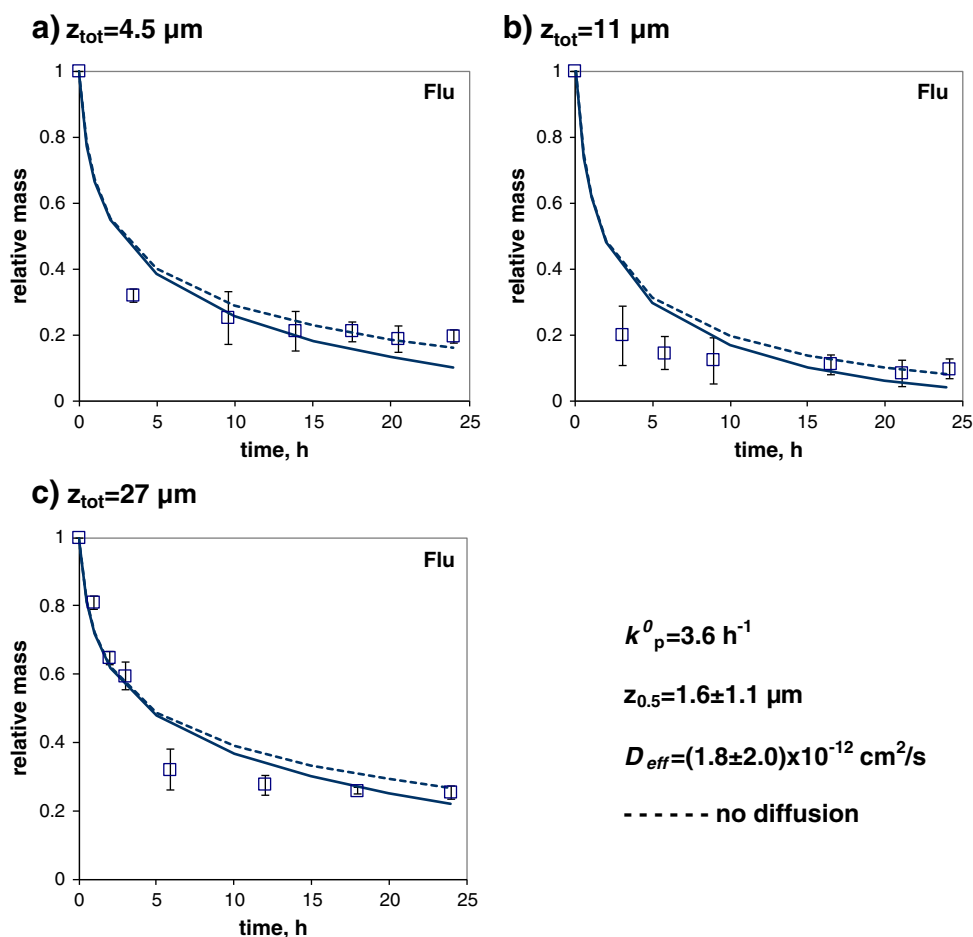 a) z_tot=4.5 µm
Flu
relative mass
1
0.8
0.6
0.4
0.2
0
0 5 10 15 20 25
time, h
b) z_tot=11 µm
Flu
relative mass
1
0.8
0.6
0.4
0.2
0
0 5 10 15 20 25
time, h
c) z_tot=27 µm
Flu
relative mass
1
0.8
0.6
0.4
0.2
0
0 5 10 15 20 25
time, h
k⁰_p=3.6 h⁻¹
z_0.5=1.6±1.1 µm
D_eff=(1.8±2.0)x10⁻¹² cm²/s
- - - - - - no diffusion